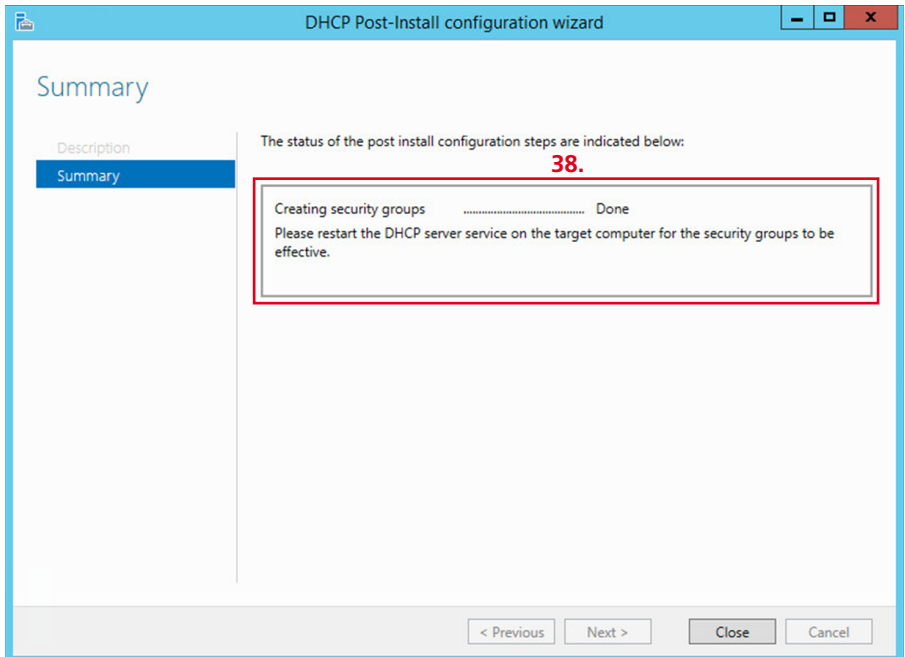 DHCP Post-Install configuration wizard
Summary
Description
Summary
The status of the post install configuration steps are indicated below:
38.
Creating security groups ........................................ Done
Please restart the DHCP server service on the target computer for the security groups to be
effective.
< Previous Next > Close Cancel